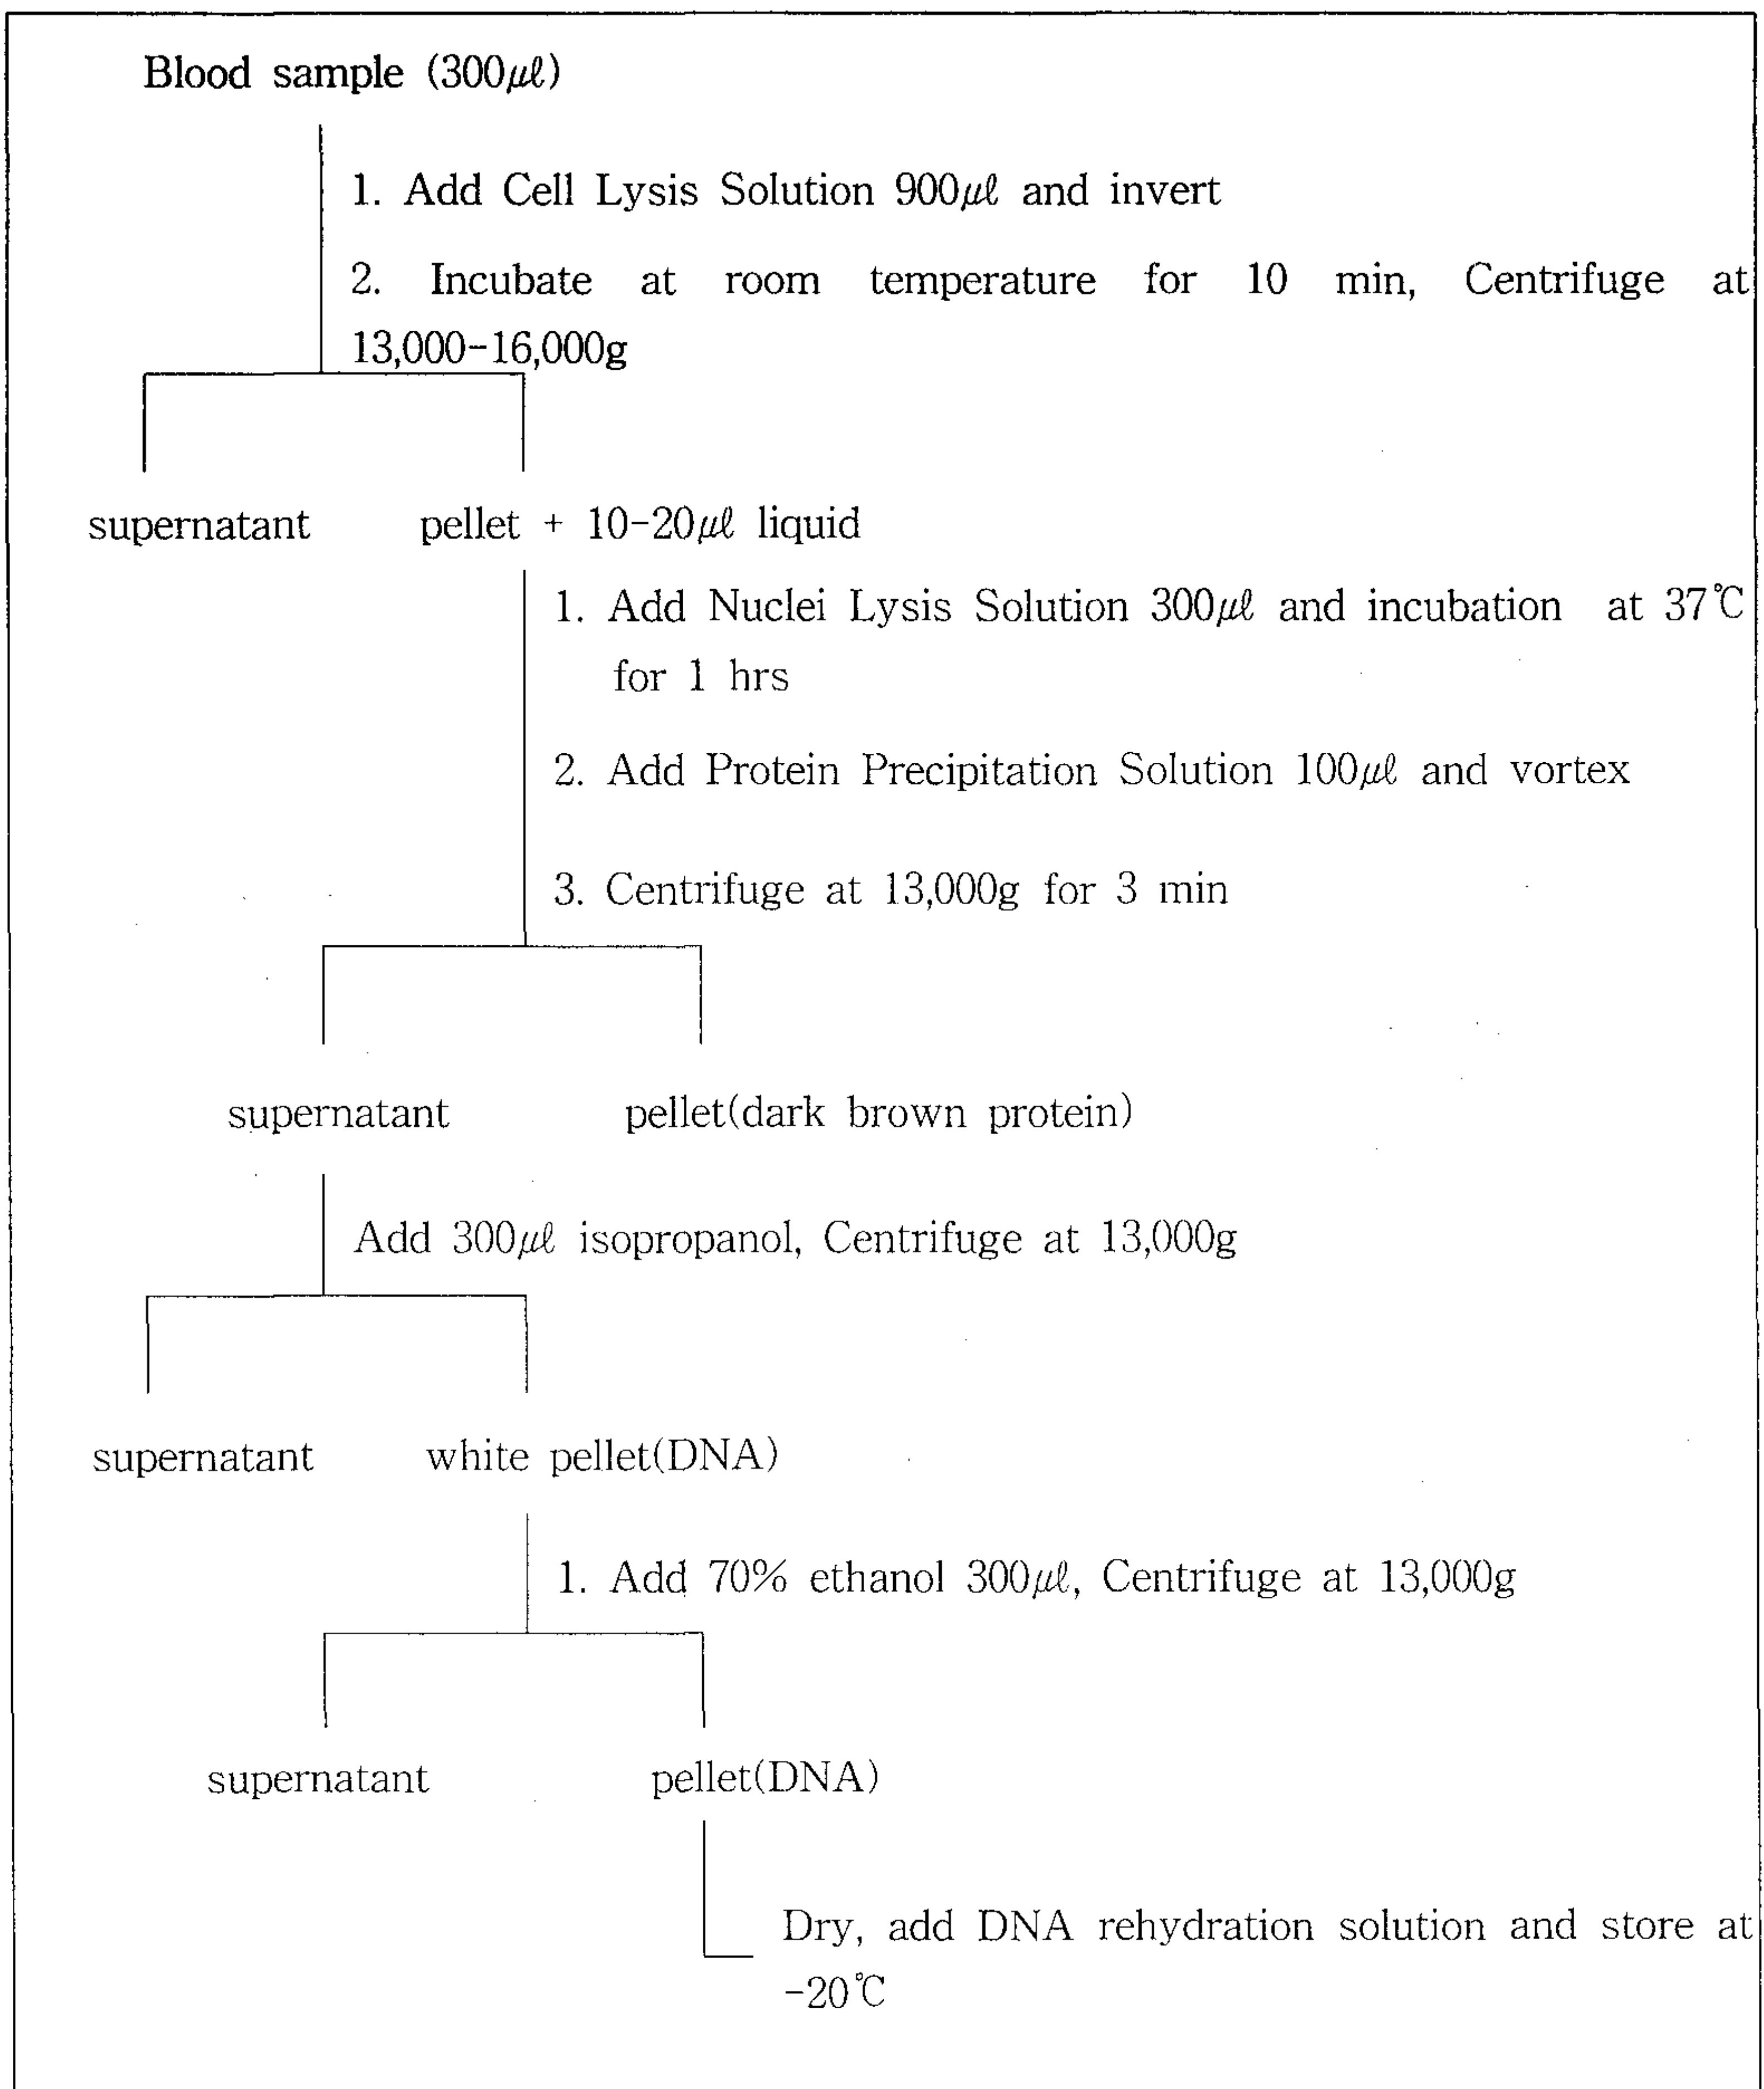 Blood sample (300㎕)
1. Add Cell Lysis Solution 900㎕ and invert
2. Incubate at room temperature for 10 min, Centrifuge at
13,000-16,000g
supernatant pellet + 10-20㎕ liquid
1. Add Nuclei Lysis Solution 300㎕ and incubation at 37℃
for 1 hrs
2. Add Protein Precipitation Solution 100㎕ and vortex
3. Centrifuge at 13,000g for 3 min
supernatant pellet(dark brown protein)
Add 300㎕ isopropanol, Centrifuge at 13,000g
supernatant white pellet(DNA)
1. Add 70% ethanol 300㎕, Centrifuge at 13,000g
supernatant pellet(DNA)
Dry, add DNA rehydration solution and store at
-20℃